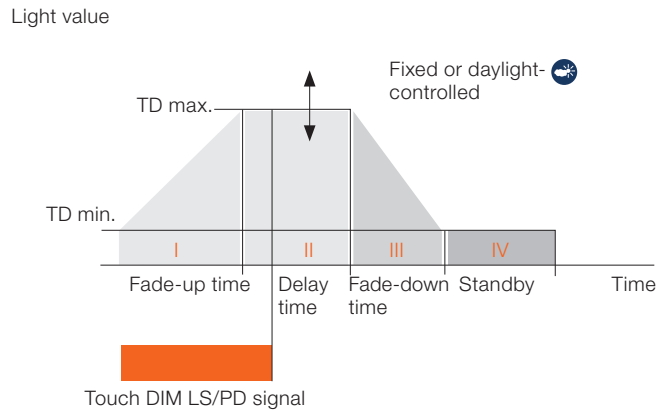 Light value
Fixed or daylight-
controlled
TD max.
TD min.
I II III IV
Fade-up time
Delay
time
Fade-down
time
Standby
Time
Touch DIM LS/PD signal